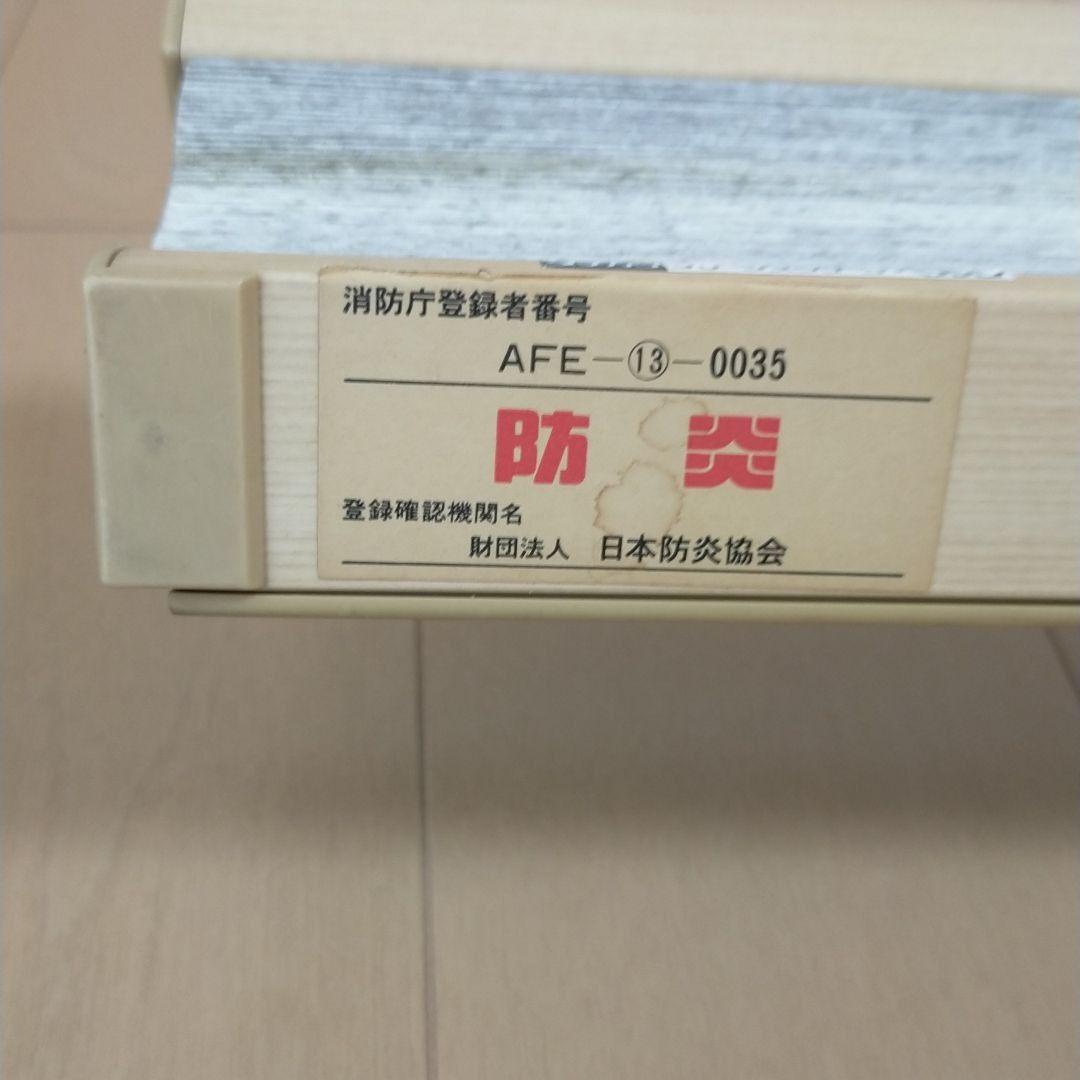 消防庁登録者番号
AFE-⑬-0035
防炎
登録確認機関名
財団法人 日本防炎協会